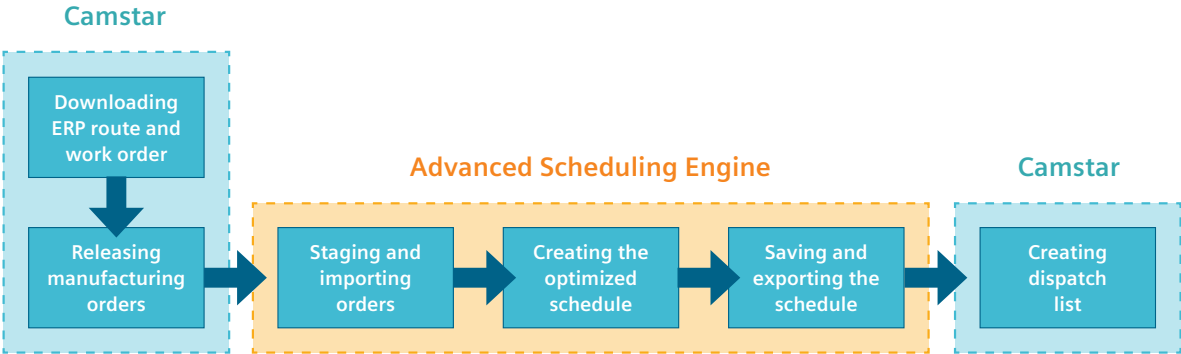 Camstar
Downloading
ERP route and
work order
Releasing
manufacturing
orders
Advanced Scheduling Engine
Staging and
importing
orders
Creating the
optimized
schedule
Saving and
exporting the
schedule
Camstar
Creating
dispatch
list